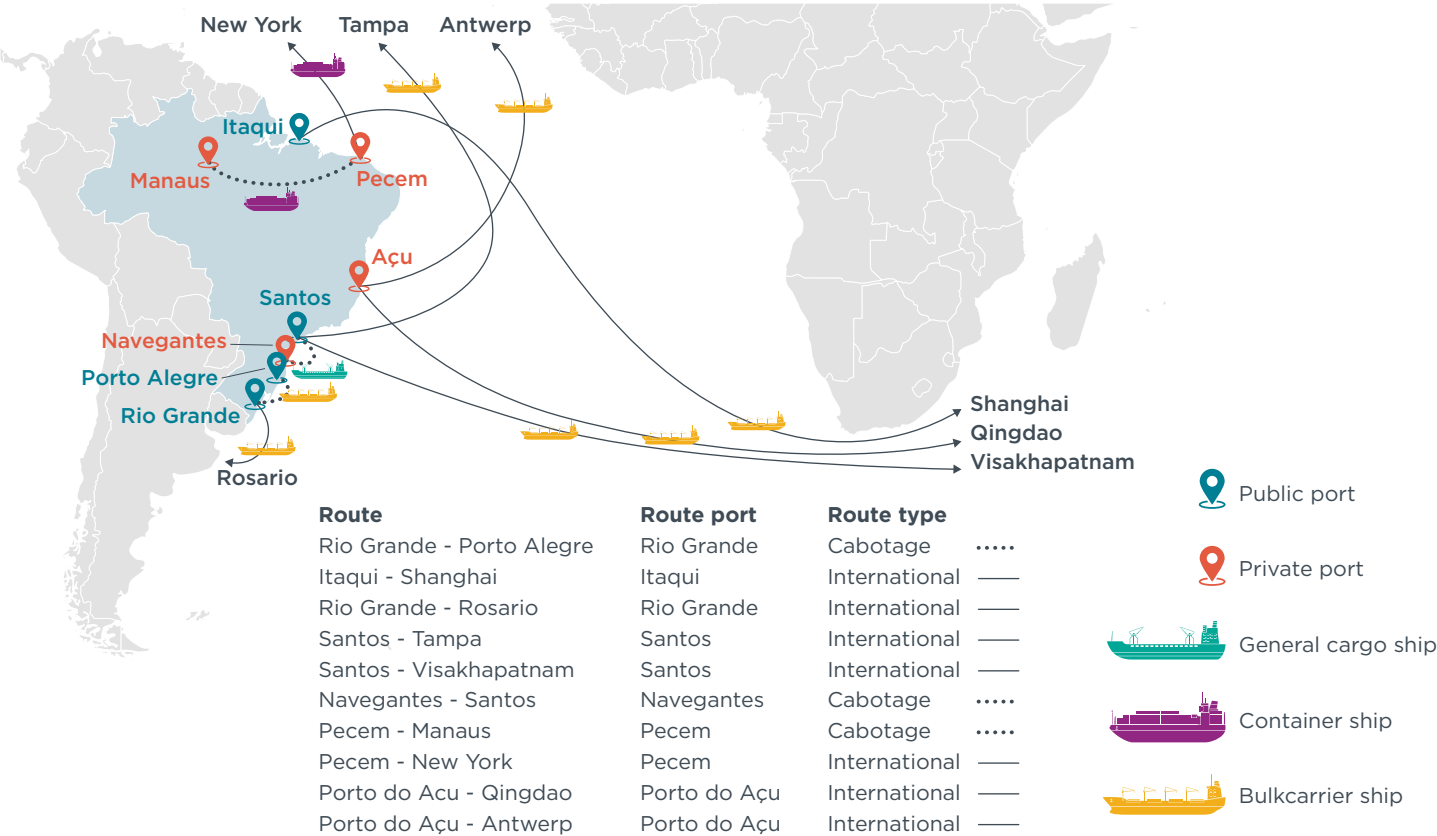 New York Tampa Antwerp
Itaqui
Manaus
Pecem
Açu
Santos
Navegantes
Porto Alegre
Rio Grande
Rosario
Shanghai
Qingdao
Visakhapatnam
Route Route port Route type
Rio Grande - Porto Alegre Rio Grande Cabotage
Itaqui - Shanghai Itaqui International
Rio Grande - Rosario Rio Grande International
Santos - Tampa Santos International
Santos - Visakhapatnam Santos International
Navegantes - Santos Navegantes Cabotage
Pecem - Manaus Pecem Cabotage
Pecem - New York Pecem International
Porto do Acu - Qingdao Porto do Açu International
Porto do Açu - Antwerp Porto do Açu International
Public port
Private port
General cargo ship
Container ship
Bulkcarrier ship